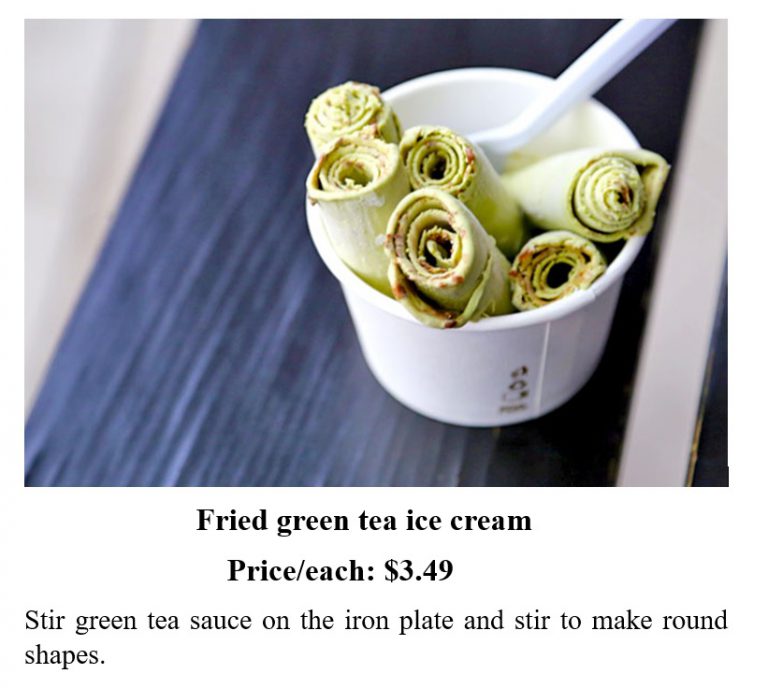 Fried green tea ice cream
Price/each: $3.49
Stir green tea sauce on the iron plate and stir to make round
shapes.